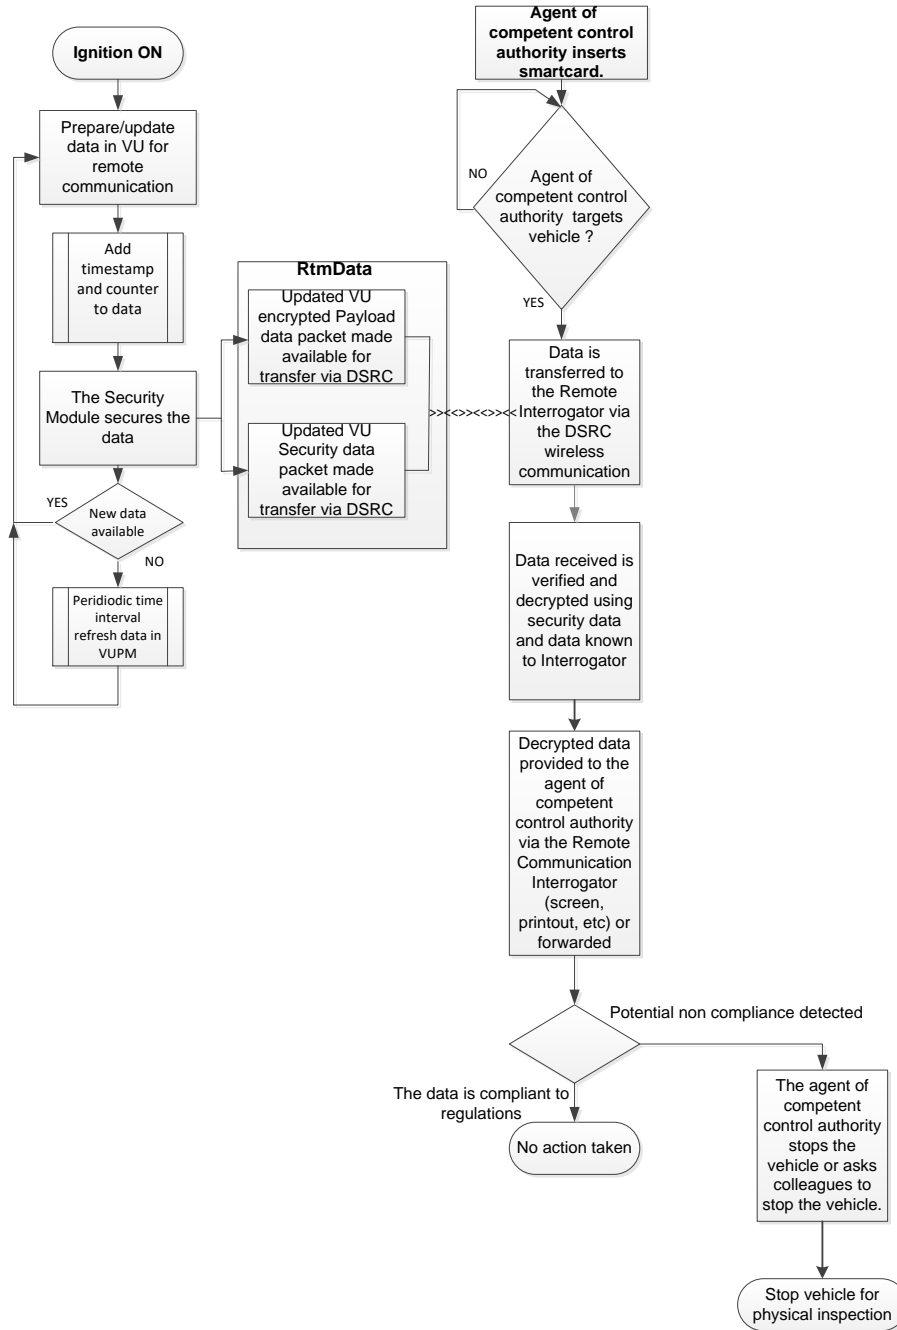 Ignition ON
Prepare/update
data in VU for
remote
communication
Add
timestamp
and counter
to data
The Security
Module secures the
data
YES
New data
available
NO
Peridiodic time
interval
refresh data in
VUPM
RtmData
Updated VU
encrypted Payload
data packet made
available for
transfer via DSRC
Updated VU
Security data
packet made
available for
transfer via DSRC
>><<>>><<>><<
Agent of
competent control
authority inserts
smartcard.
NO
Agent of
competent control
authority targets
vehicle ?
YES
Data is
transferred to
the Remote
Interrogator via
the DSRC
wireless
communication
Data received is
verified and
decrypted using
security data
and data known
to Interrogator
Decrypted data
provided to the
agent of
competent
control authority
via the Remote
Communication
Interrogator
(screen,
printout, etc) or
forwarded
Potential non compliance detected
The data is compliant to
regulations
No action taken
The agent of
competent
control authority
stops the
vehicle or asks
colleagues to
stop the vehicle.
Stop vehicle for
physical inspection